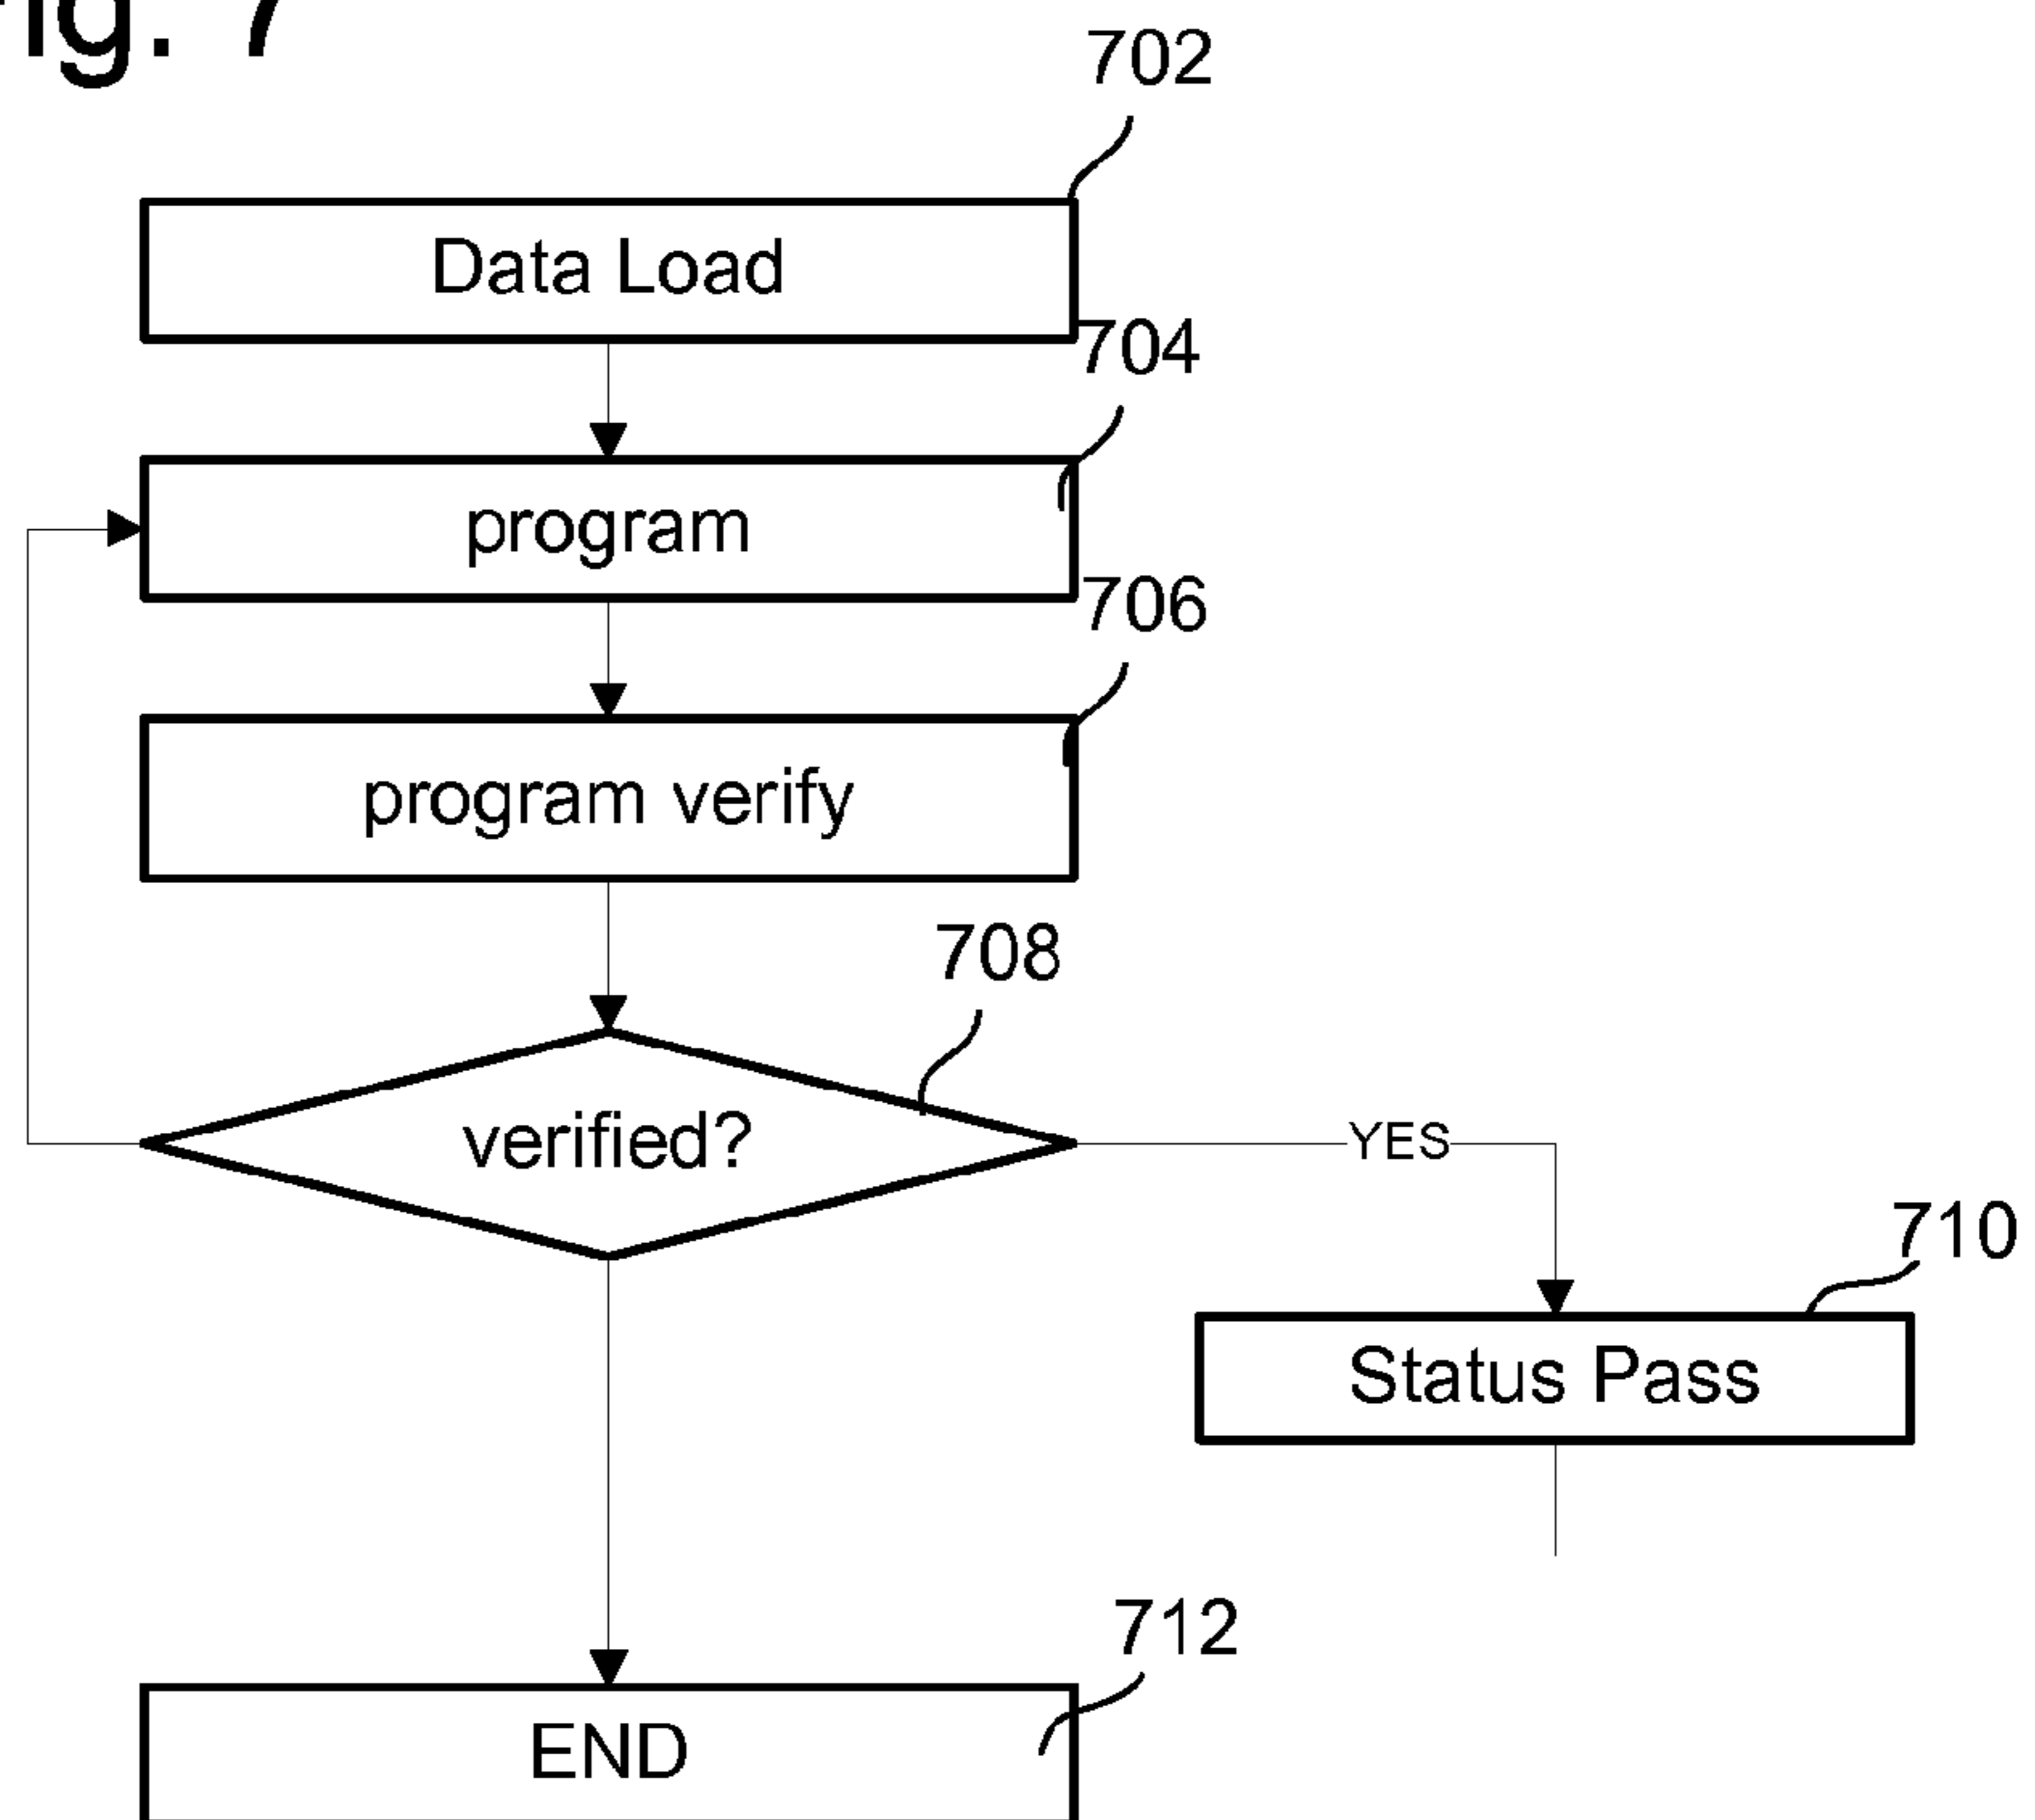 ig. 7
702
Data Load
704
program
706
program verify
708
verified?
YES
710
Status Pass
712
END